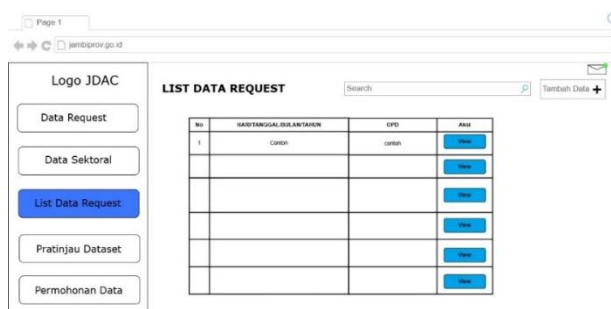 Page 1
jambiprov.go.id
Logo JDAC
Data Request
Data Sektoral
List Data Request
Pratinjau Dataset
Permohonan Data
LIST DATA REQUEST
Search
Tambah Data +
No HARI/TANGGAL/BULAN/TAHUN OPD Aksi
1 Contoh contoh View
View
View
View
View
View